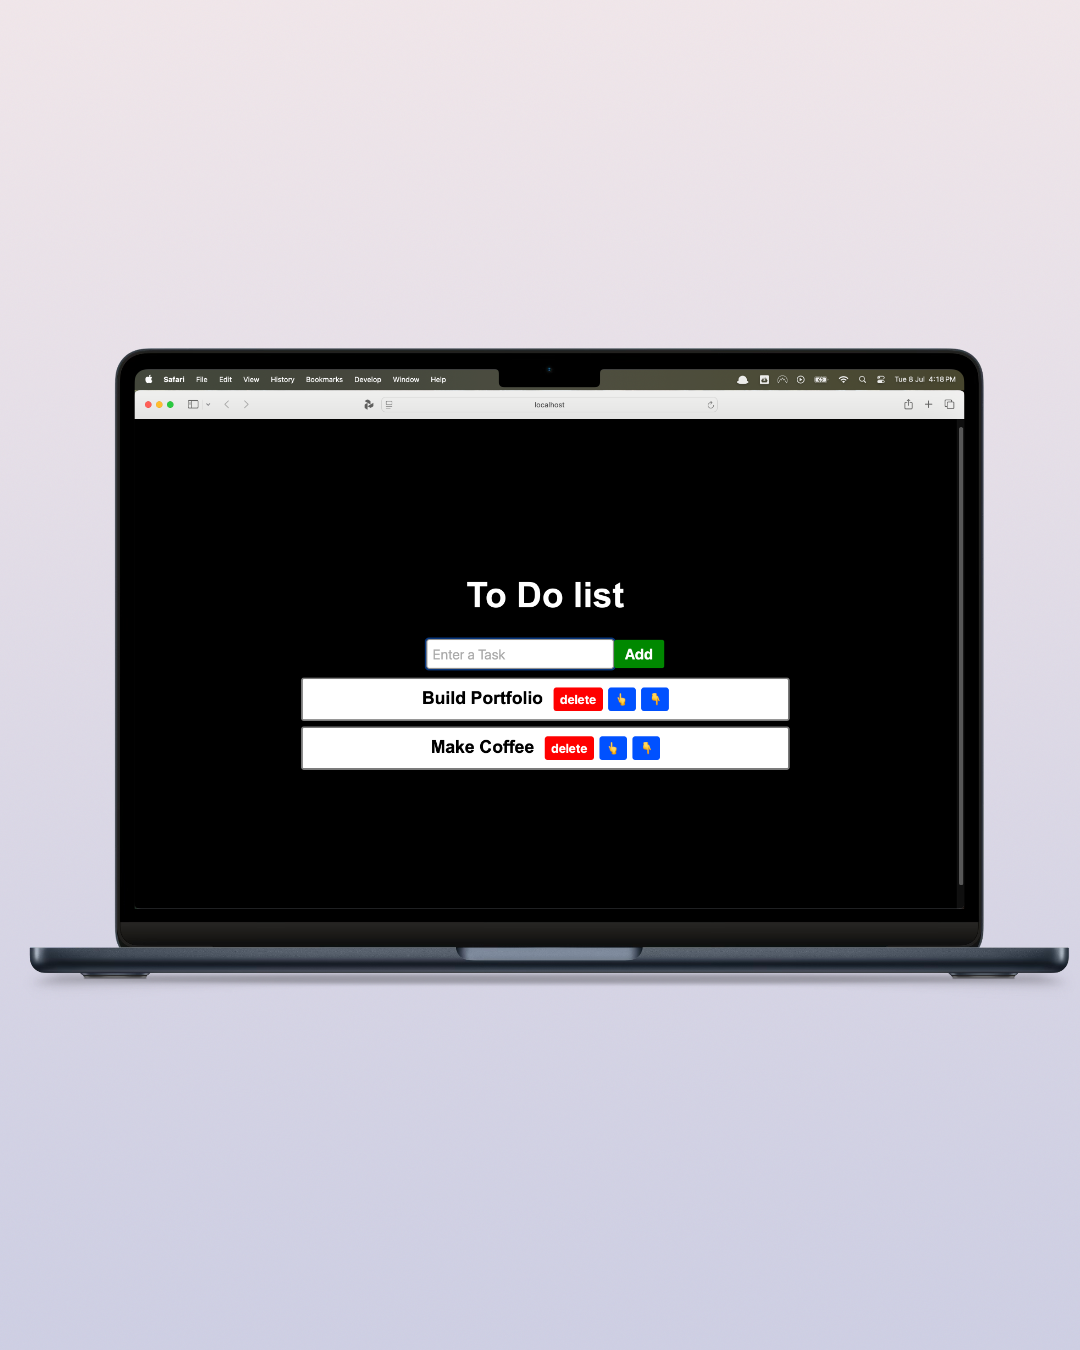 Safari File Edit View History Bookmarks Develop Window Help Tue 8 Jul 4:18 PM
localhost
To Do list
Enter a Task Add
Build Portfolio delete 👆 👇
Make Coffee delete 👆 👇